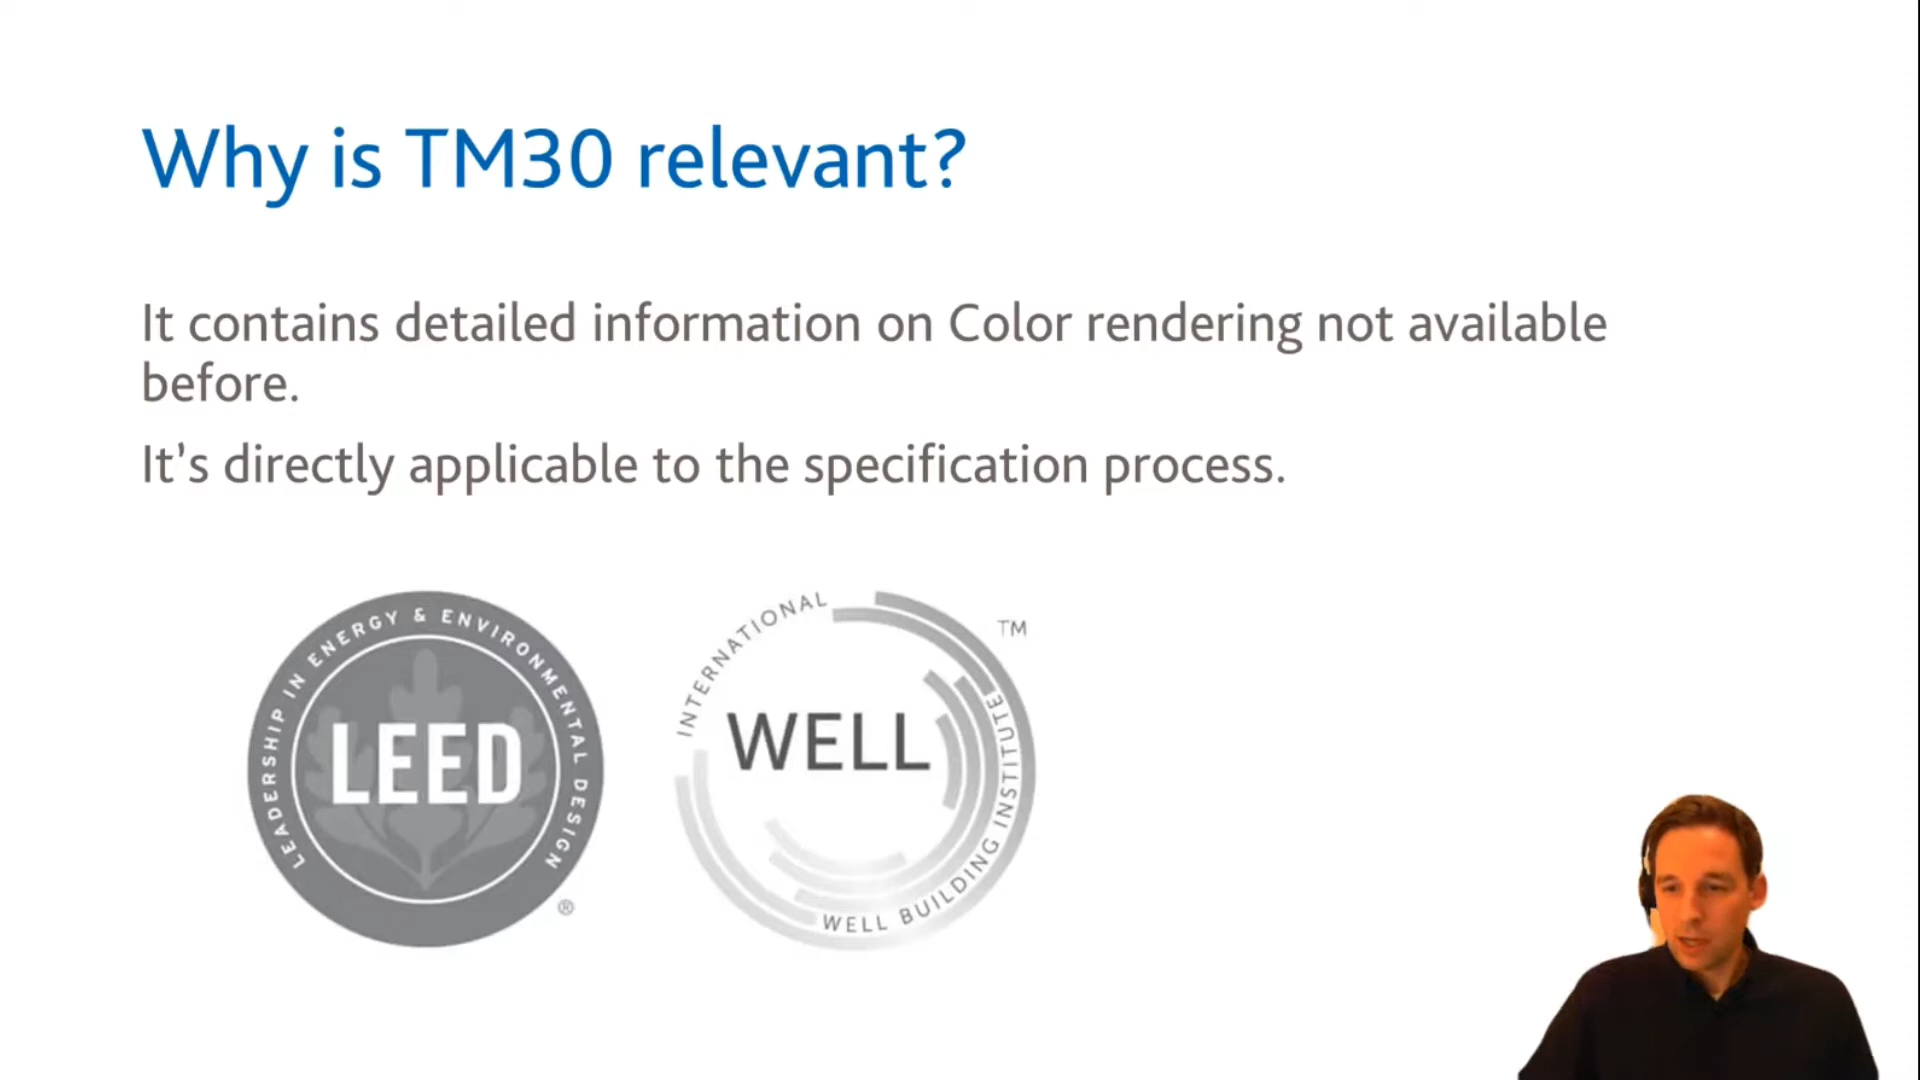 Why is TM30 relevant?
It contains detailed information on Color rendering not available
before.
It's directly applicable to the specification process.
LEADERSHIP IN ENERGY & ENVIRONMENTAL DESIGN
LEED
®
INTERNATIONAL
WELL
TM
WELL BUILDING INSTITUTE